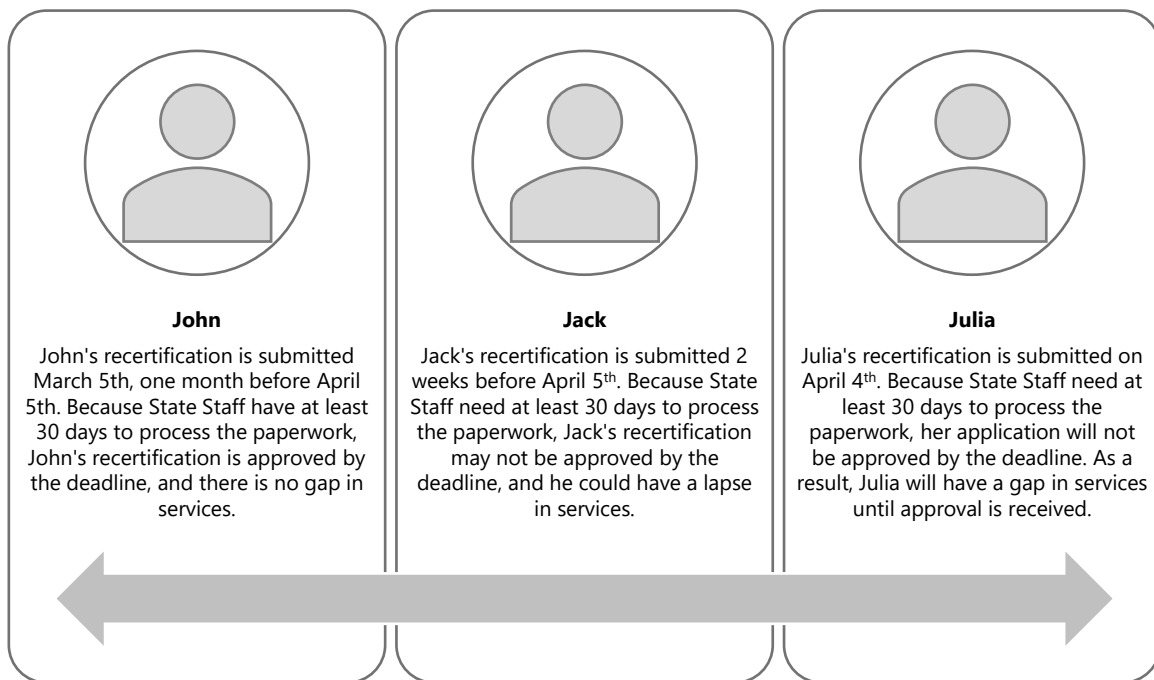 John
John's recertification is submitted
March 5th, one month before April
5th. Because State Staff have at least
30 days to process the paperwork,
John's recertification is approved by
the deadline, and there is no gap in
services.
Jack
Jack's recertification is submitted 2
weeks before April 5th. Because State
Staff need at least 30 days to process
the paperwork, Jack's recertification
may not be approved by the
deadline, and he could have a lapse
in services.
Julia
Julia's recertification is submitted on
April 4th. Because State Staff need at
least 30 days to process the
paperwork, her application will not
be approved by the deadline. As a
result, Julia will have a gap in services
until approval is received.